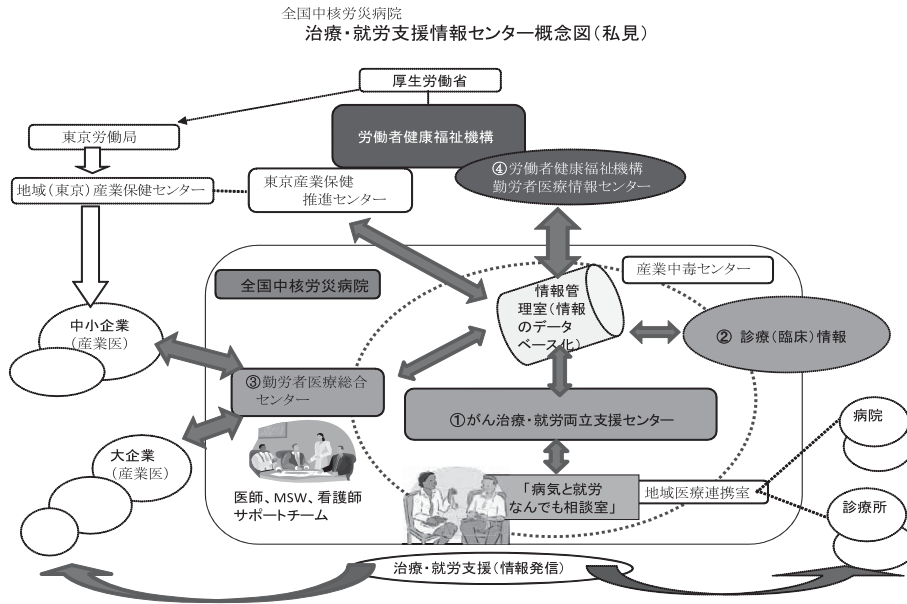 全国中核労災病院
治療・就労支援情報センター概念図(私見)
厚生労働省
労働者健康福祉機構
東京労働局
④労働者健康福祉機構
勤労者医療情報センター
地域(東京)産業保健センター
東京産業保健
推進センター
産業中毒センター
全国中核労災病院
情報管
理室(情報
のデータ
ベース化)
中小企業
(産業医)
② 診療(臨床)情報
③勤労者医療総合
センター
①がん治療・就労両立支援センター
病院
大企業
(産業医)
医師、MSW、看護師
サポートチーム
「病気と就労
なんでも相談室」
地域医療連携室
診療所
治療・就労支援(情報発信)